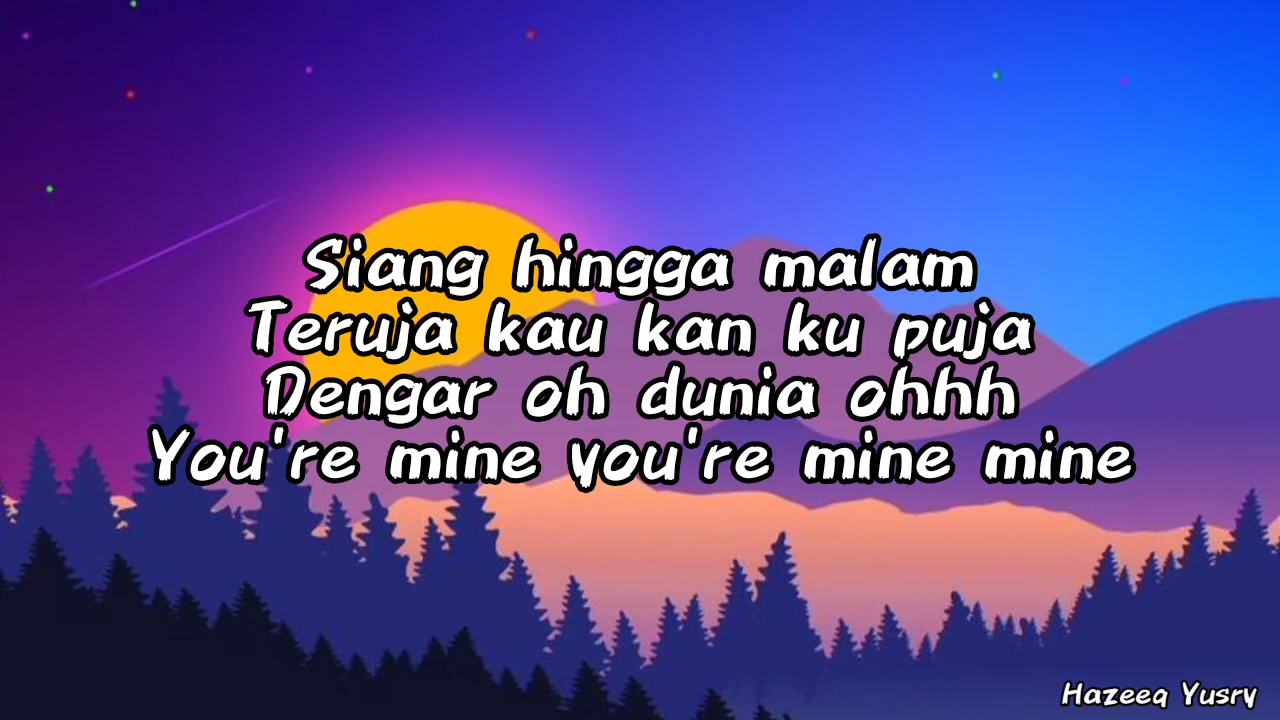 Siang hingga malam
Teruja kau kan ku puja
Dengar oh dunia ohhh
You're mine you're mine mine
Hazeeq Yusry